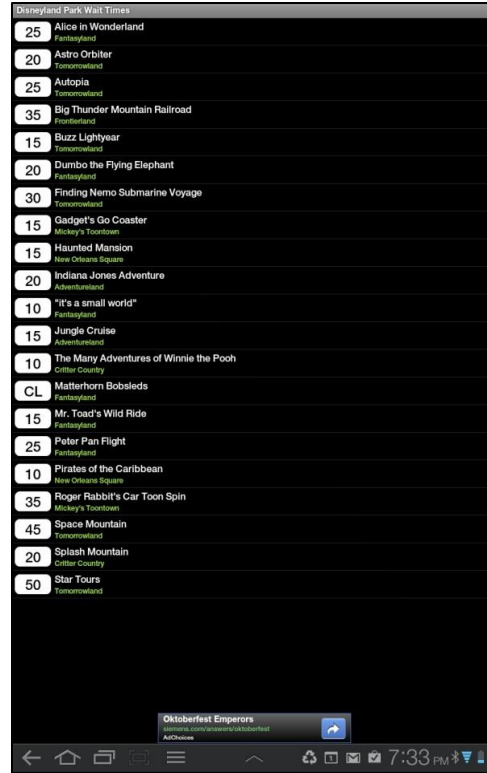 Disneyland Park Wait Times
25 Alice in Wonderland
Fantasyland
20 Astro Orbiter
Tomorrowland
25 Autopia
Tomorrowland
35 Big Thunder Mountain Railroad
Frontierland
15 Buzz Lightyear
Tomorrowland
20 Dumbo the Flying Elephant
Fantasyland
30 Finding Nemo Submarine Voyage
Tomorrowland
15 Gadget's Go Coaster
Mickey's Toontown
15 Haunted Mansion
New Orleans Square
20 Indiana Jones Adventure
Adventureland
10 "it's a small world"
Fantasyland
15 Jungle Cruise
Adventureland
10 The Many Adventures of Winnie the Pooh
Critter Country
CL Matterhorn Bobsleds
Fantasyland
15 Mr. Toad's Wild Ride
Fantasyland
25 Peter Pan Flight
Fantasyland
10 Pirates of the Caribbean
New Orleans Square
35 Roger Rabbit's Car Toon Spin
Mickey's Toontown
45 Space Mountain
Tomorrowland
20 Splash Mountain
Critter Country
50 Star Tours
Tomorrowland
Oktoberfest Emperors
siemens.com/answers/oktoberfest
AdChoices
1 7:33 PM